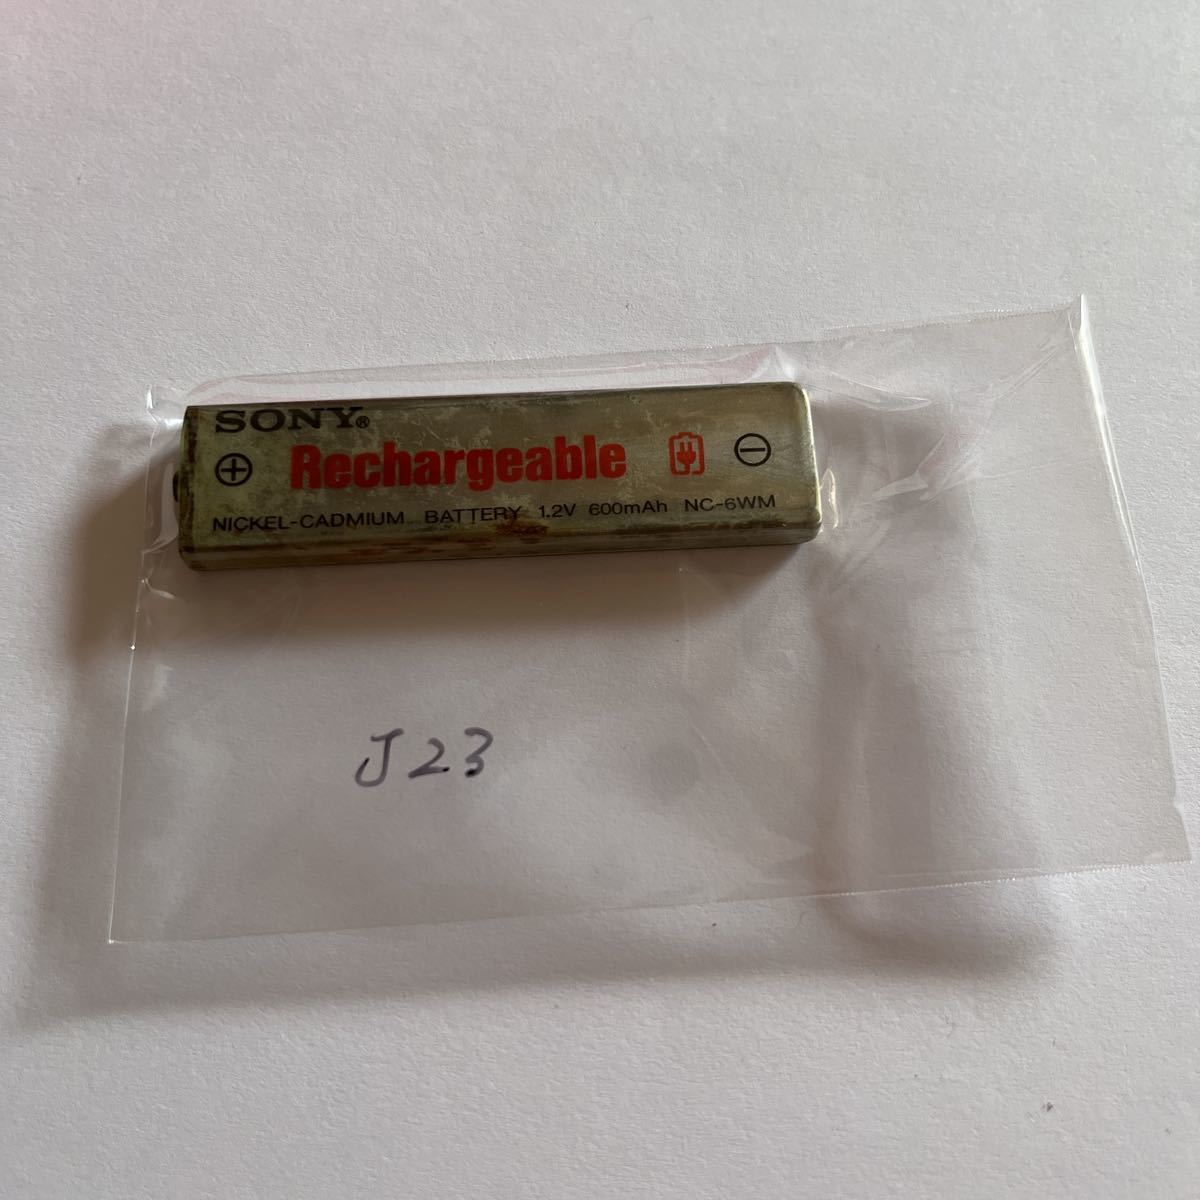 SONY®
⊕ Rechargeable ⊖
NICKEL-CADMIUM BATTERY 1.2V 600mAh NC-6WM
J23